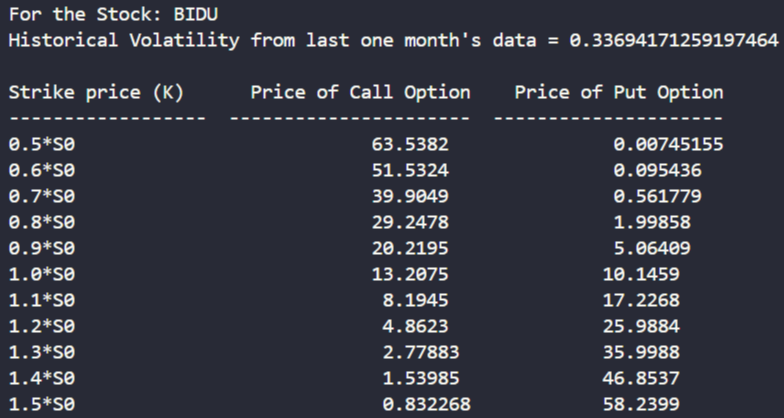 For the Stock: BIDU
Historical Volatility from last one month's data = 0.33694171259197464
Strike price (K) Price of Call Option Price of Put Option
------------------ ---------------------- ---------------------
0.5*S0 63.5382 0.00745155
0.6*S0 51.5324 0.095436
0.7*S0 39.9049 0.561779
0.8*S0 29.2478 1.99858
0.9*S0 20.2195 5.06409
1.0*S0 13.2075 10.1459
1.1*S0 8.1945 17.2268
1.2*S0 4.8623 25.9884
1.3*S0 2.77883 35.9988
1.4*S0 1.53985 46.8537
1.5*S0 0.832268 58.2399